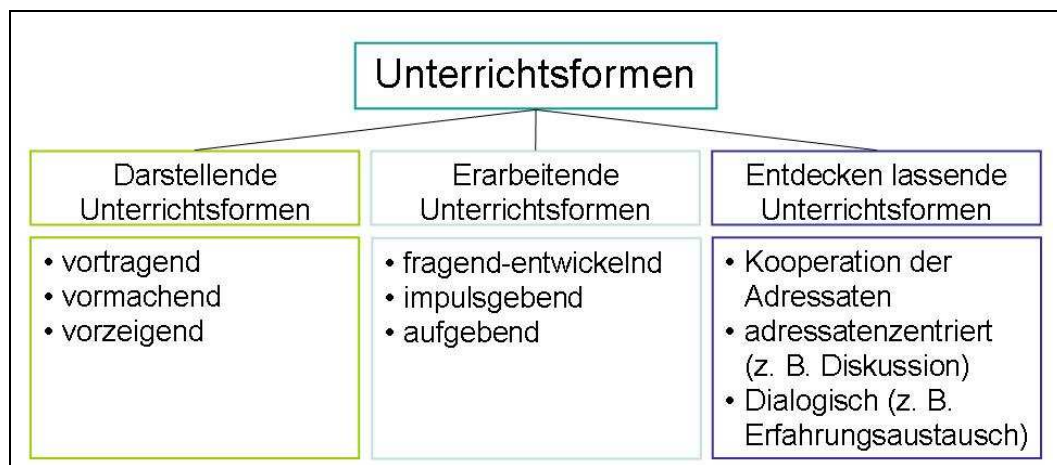 Unterrichtsformen
Darstellende
Unterrichtsformen
• vortragend
• vormachend
• vorzeigend
Erarbeitende
Unterrichtsformen
• fragend-entwickelnd
• impulsgebend
• aufgebend
Entdecken lassende
Unterrichtsformen
• Kooperation der
Adressaten
• adressatenzentriert
(z. B. Diskussion)
• Dialogisch (z. B.
Erfahrungsaustausch)